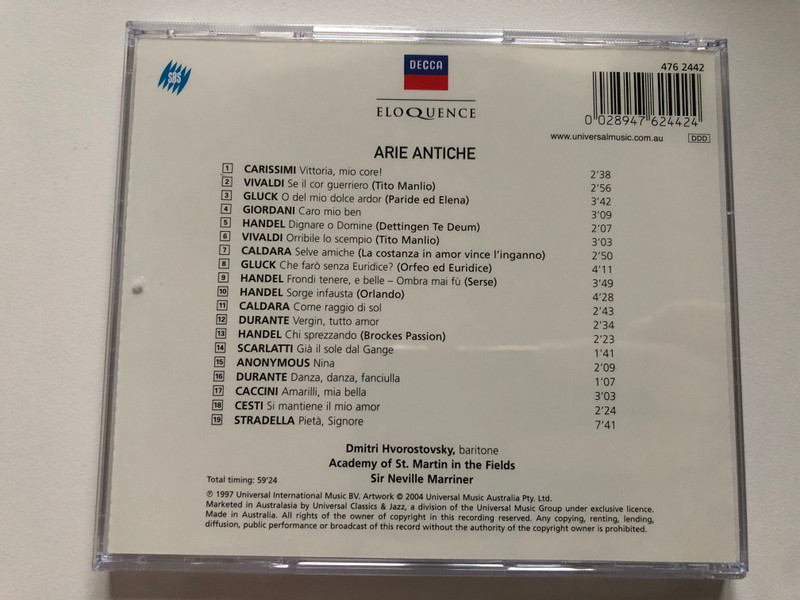 SBS
DECCA
ELOQUENCE
476 2442
0 028947 624424
www.universalmusic.com.au DDD
ARIE ANTICHE
1 CARISSIMI Vittoria, mio core! 2'38
2 VIVALDI Se il cor guerriero (Tito Manlio) 2'56
3 GLUCK O del mio dolce ardor (Paride ed Elena) 3'42
4 GIORDANI Caro mio ben 3'09
5 HANDEL Dignare o Domine (Dettingen Te Deum) 2'07
6 VIVALDI Orribile lo scempio (Tito Manlio) 3'03
7 CALDARA Selve amiche (La costanza in amor vince l'inganno) 2'50
8 GLUCK Che farò senza Euridice? (Orfeo ed Euridice) 4'11
9 HANDEL Frondi tenere, e belle – Ombra mai fù (Serse) 3'49
10 HANDEL Sorge infausta (Orlando) 4'28
11 CALDARA Come raggio di sol 2'43
12 DURANTE Vergin, tutto amor 2'34
13 HANDEL Chi sprezzando (Brockes Passion) 2'23
14 SCARLATTI Già il sole dal Gange 1'41
15 ANONYMOUS Nina 2'09
16 DURANTE Danza, danza, fanciulla 1'07
17 CACCINI Amarilli, mia bella 3'03
18 CESTI Si mantiene il mio amor 2'24
19 STRADELLA Pietà, Signore 7'41
Dmitri Hvorostovsky, baritone
Academy of St. Martin in the Fields
Sir Neville Marriner
Total timing: 59'24
℗ 1997 Universal International Music BV. Artwork © 2004 Universal Music Australia Pty. Ltd.
Marketed in Australasia by Universal Classics & Jazz, a division of the Universal Music Group under exclusive licence.
Made in Australia. All rights of the owner of copyright in this recording reserved. Any copying, renting, lending,
diffusion, public performance or broadcast of this record without the authority of the copyright owner is prohibited.